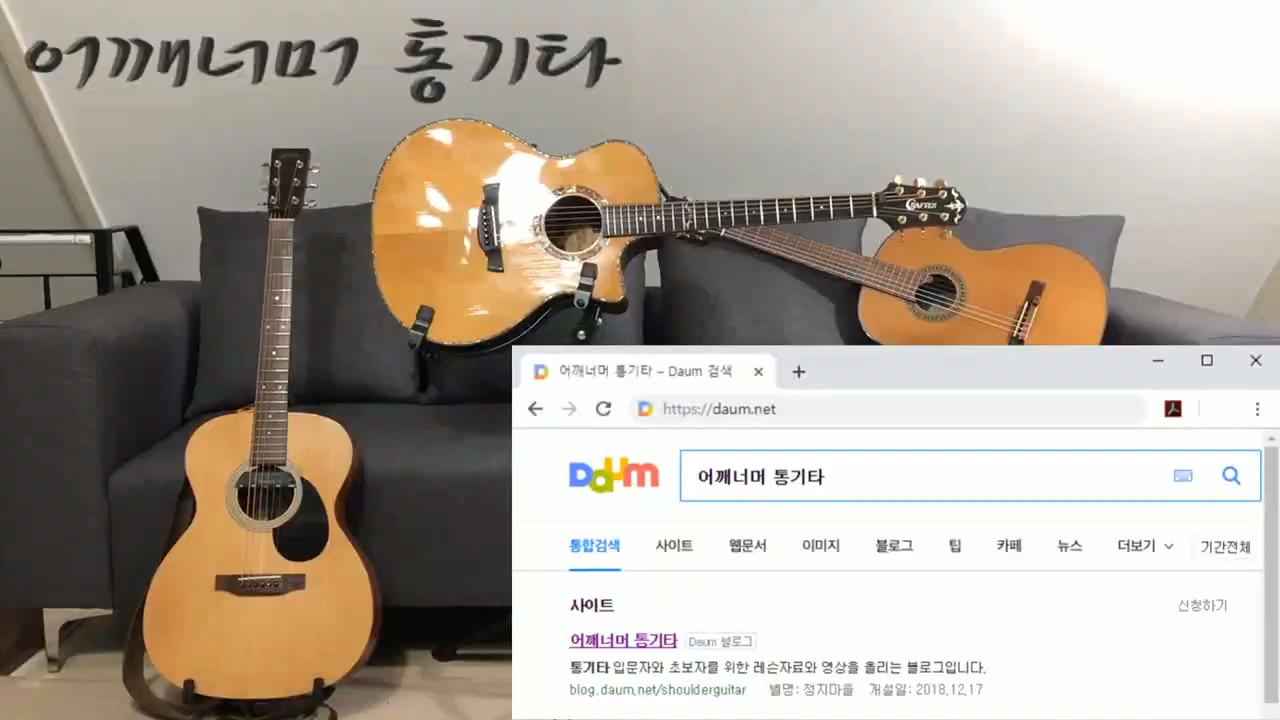 어깨너머 통기타
CRAFTER
어깨너머 통기타 – Daum 검색
https://daum.net
Daum
어깨너머 통기타
통합검색 사이트 웹문서 이미지 블로그 팁 카페 뉴스 더보기 기간전체
사이트 신청하기
어깨너머 통기타 Daum 블로그
통기타 입문자와 초보자를 위한 레슨자료와 영상을 올리는 블로그입니다.
blog.daum.net/shoulderguitar 별명: 정지마을 개설일: 2018.12.17